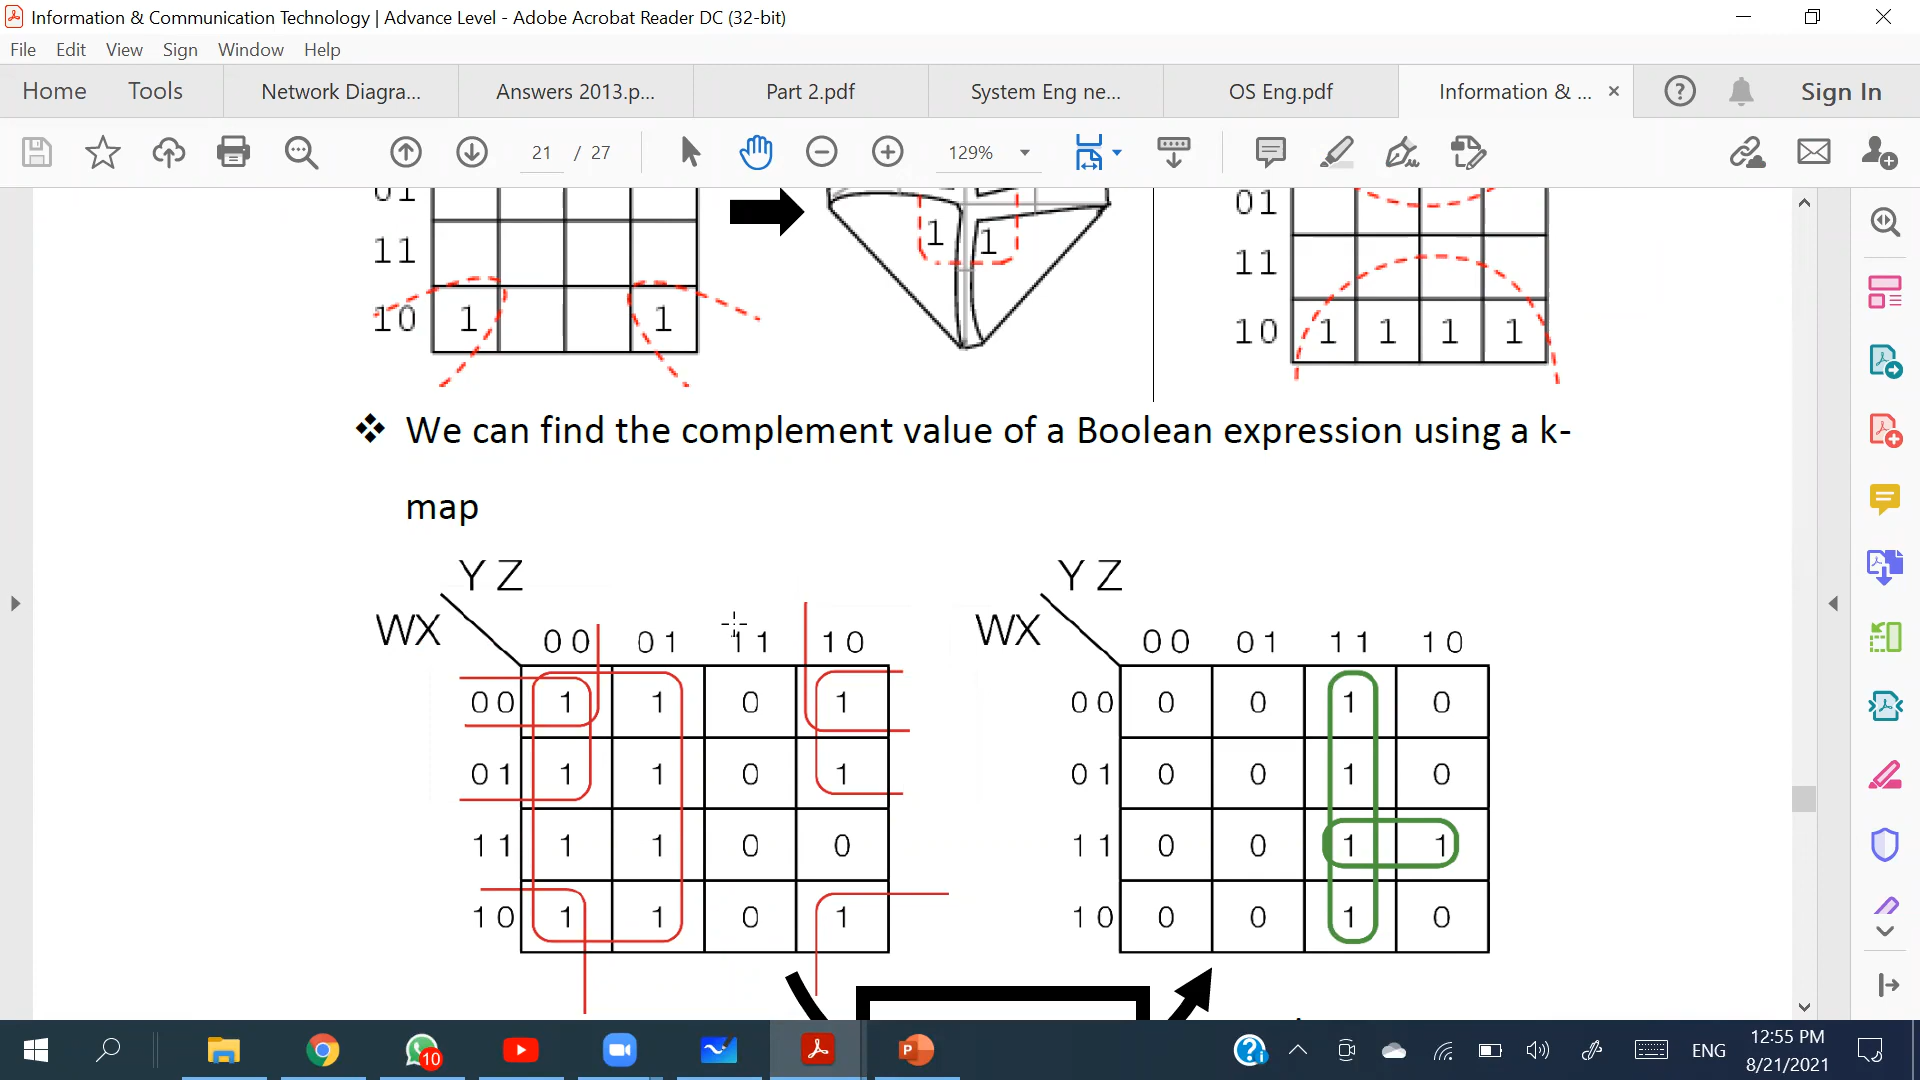 Information & Communication Technology | Advance Level - Adobe Acrobat Reader DC (32-bit)
File Edit View Sign Window Help
Home Tools Network Diagra... Answers 2013.p... Part 2.pdf System Eng ne... OS Eng.pdf Information & ... × Sign In
21 / 27 129%
01 01
11 1 1 11
10 1 1 10 1 1 1 1
❖ We can find the complement value of a Boolean expression using a k-
map
YZ YZ
WX WX
00 01 11 10 00 01 11 10
00 1 1 0 1 00 0 0 1 0
01 1 1 0 1 01 0 0 1 0
11 1 1 0 0 11 0 0 1 1
10 1 1 0 1 10 0 0 1 0
10 ENG 12:55 PM
8/21/2021